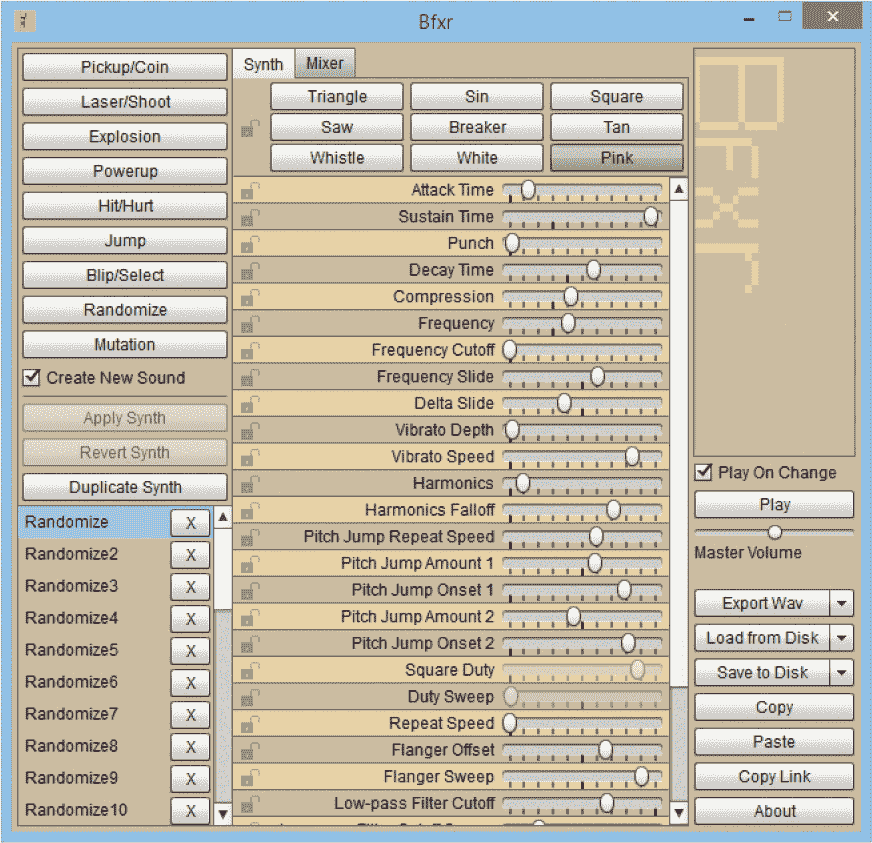 Bfxr
Pickup/Coin
Laser/Shoot
Explosion
Powerup
Hit/Hurt
Jump
Blip/Select
Randomize
Mutation
Create New Sound
Apply Synth
Revert Synth
Duplicate Synth
Randomize X
Randomize2 X
Randomize3 X
Randomize4 X
Randomize5 X
Randomize6 X
Randomize7 X
Randomize8 X
Randomize9 X
Randomize10 X
Synth Mixer
Triangle Sin Square
Saw Breaker Tan
Whistle White Pink
Attack Time
Sustain Time
Punch
Decay Time
Compression
Frequency
Frequency Cutoff
Frequency Slide
Delta Slide
Vibrato Depth
Vibrato Speed
Harmonics
Harmonics Falloff
Pitch Jump Repeat Speed
Pitch Jump Amount 1
Pitch Jump Onset 1
Pitch Jump Amount 2
Pitch Jump Onset 2
Square Duty
Duty Sweep
Repeat Speed
Flanger Offset
Flanger Sweep
Low-pass Filter Cutoff
Bfxr
Play On Change
Play
Master Volume
Export Wav
Load from Disk
Save to Disk
Copy
Paste
Copy Link
About